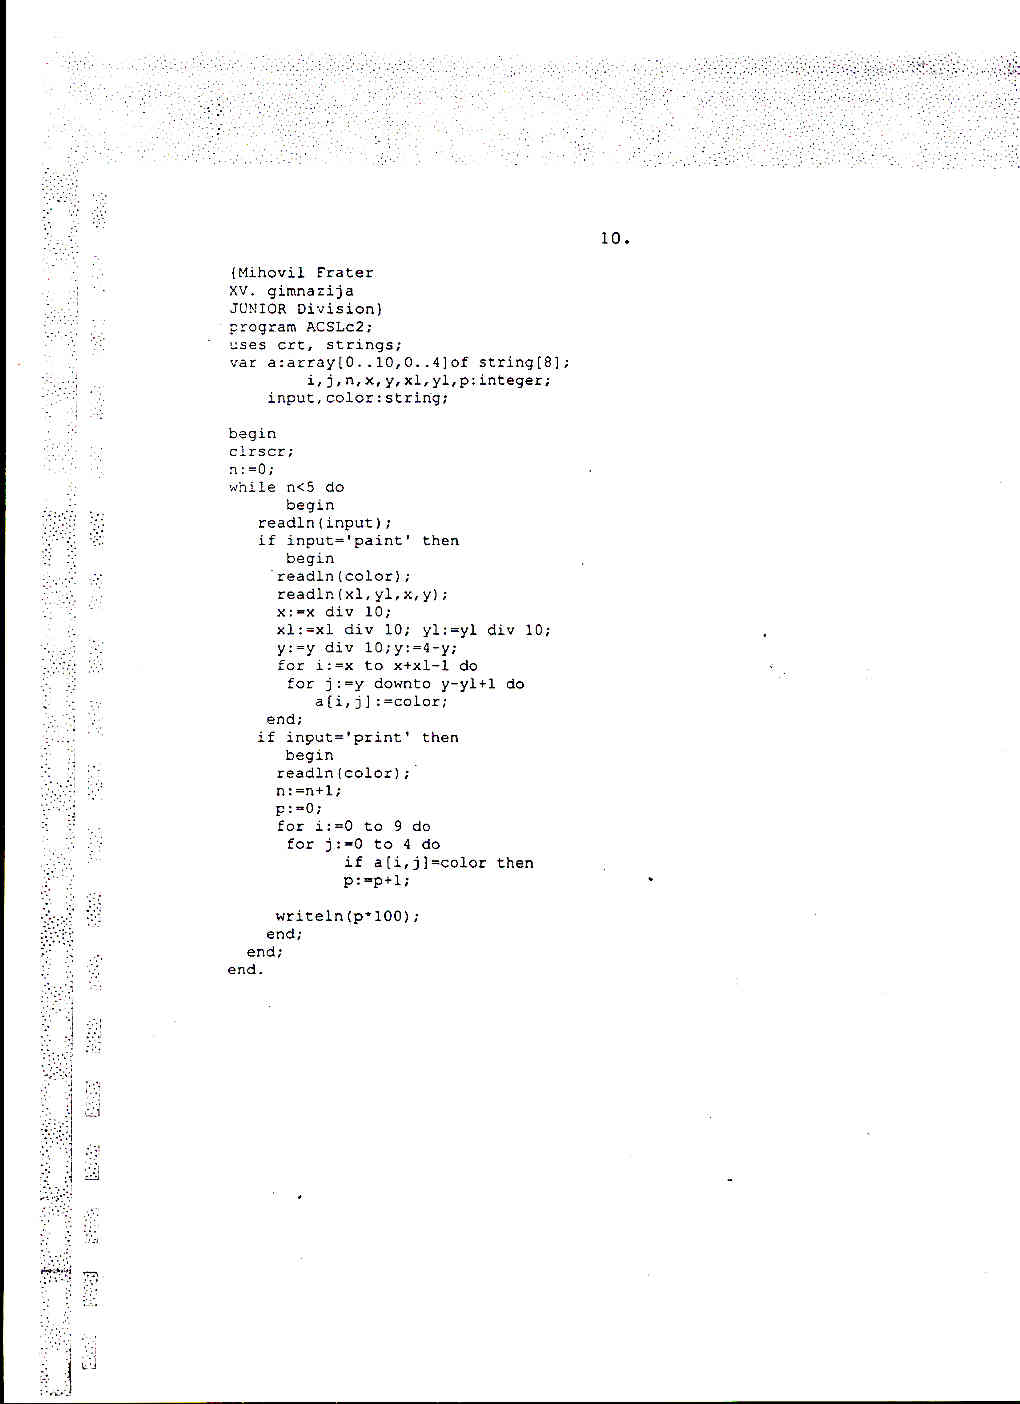 10.
{Mihovil Frater
XV. gimnazija
JUNIOR Division}
program ACSLc2;
uses crt, strings;
var a:array[0..10,0..4]of string[8];
i,j,n,x,y,xl,yl,p:integer;
input,color:string;
begin
clrscr;
n:=0;
while n<5 do
begin
readln(input);
if input='paint' then
begin
readln(color);
readln(xl,yl,x,y);
x:=x div 10;
xl:=xl div 10; yl:=yl div 10;
y:=y div 10;y:=4-y;
for i:=x to x+xl-1 do
for j:=y downto y-yl+1 do
a[i,j]:=color;
end;
if input='print' then
begin
readln(color);
n:=n+1;
p:=0;
for i:=0 to 9 do
for j:=0 to 4 do
if a[i,j]=color then
p:=p+1;
writeln(p*100);
end;
end;
end.